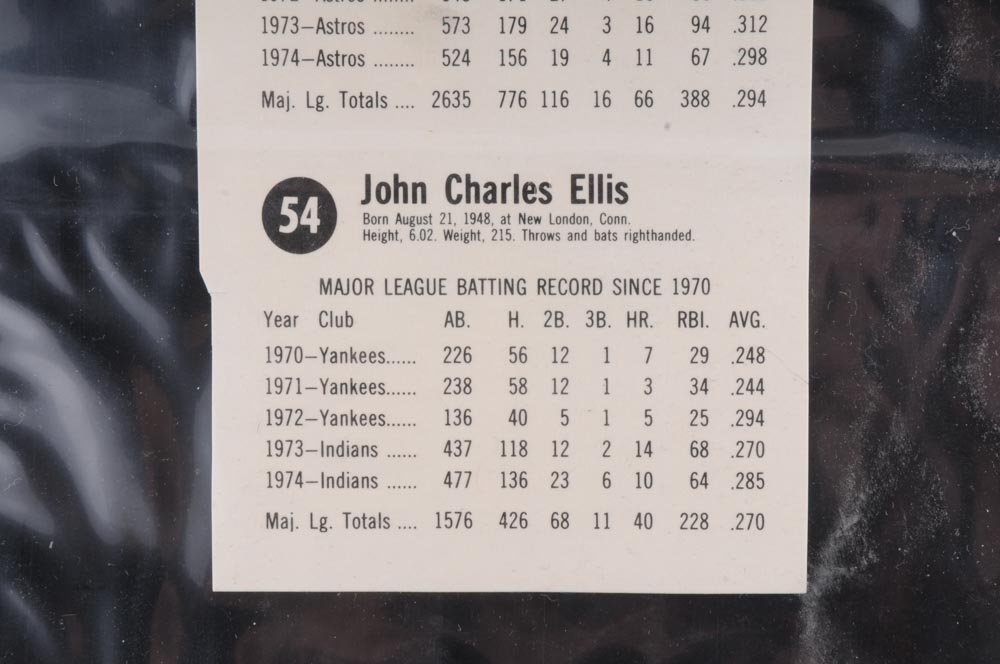 1973—Astros ........ 573 179 24 3 16 94 .312
1974—Astros ........ 524 156 19 4 11 67 .298
Maj. Lg. Totals .... 2635 776 116 16 66 388 .294
54
John Charles Ellis
Born August 21, 1948, at New London, Conn.
Height, 6.02. Weight, 215. Throws and bats righthanded.
MAJOR LEAGUE BATTING RECORD SINCE 1970
Year Club AB. H. 2B. 3B. HR. RBI. AVG.
1970—Yankees...... 226 56 12 1 7 29 .248
1971—Yankees...... 238 58 12 1 3 34 .244
1972—Yankees...... 136 40 5 1 5 25 .294
1973—Indians ...... 437 118 12 2 14 68 .270
1974—Indians ...... 477 136 23 6 10 64 .285
Maj. Lg. Totals .... 1576 426 68 11 40 228 .270